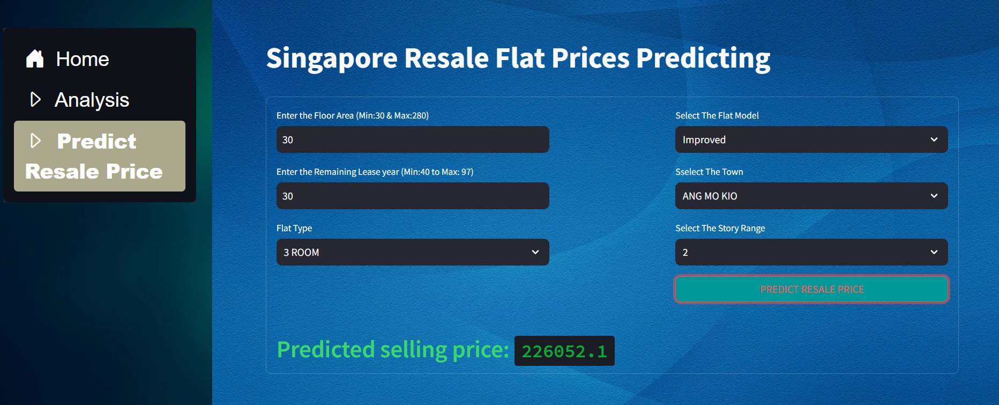 Home
Analysis
Predict
Resale Price
Singapore Resale Flat Prices Predicting
Enter the Floor Area (Min:30 & Max:280)
30
Enter the Remaining Lease year (Min:40 to Max: 97)
30
Flat Type
3 ROOM
Select The Flat Model
Improved
Sselect The Town
ANG MO KIO
Select The Story Range
2
PREDICT RESALE PRICE
Predicted selling price: 226052.1